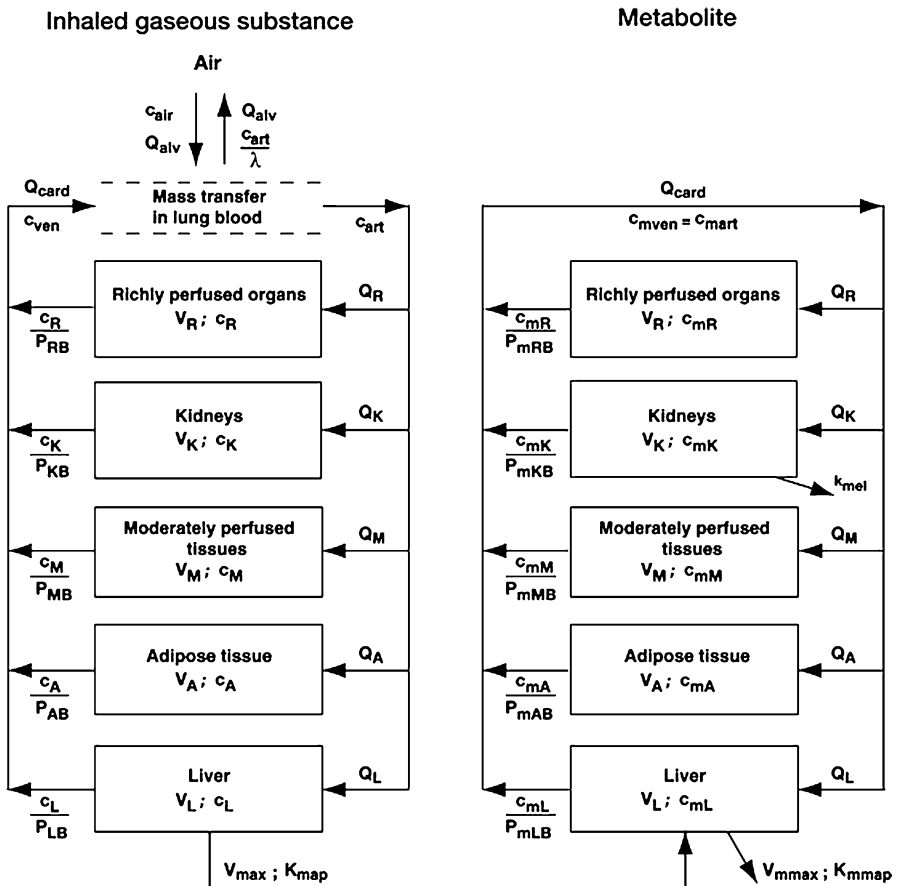 Inhaled gaseous substance
Air
c_air
Q_alv
Q_alv
c_art
λ
Q_card
c_ven
Mass transfer
in lung blood
c_art
Richly perfused organs
V_R ; c_R
Q_R
c_R
P_RB
Kidneys
V_K ; c_K
Q_K
c_K
P_KB
Moderately perfused
tissues
V_M ; c_M
Q_M
c_M
P_MB
Adipose tissue
V_A ; c_A
Q_A
c_A
P_AB
Liver
V_L ; c_L
Q_L
c_L
P_LB
V_max ; K_map
Metabolite
Q_card
c_mven = c_mart
Richly perfused organs
V_R ; c_mR
Q_R
c_mR
P_mRB
Kidneys
V_K ; c_mK
Q_K
c_mK
P_mKB
k_mel
Moderately perfused
tissues
V_M ; c_mM
Q_M
c_mM
P_mMB
Adipose tissue
V_A ; c_mA
Q_A
c_mA
P_mAB
Liver
V_L ; c_mL
Q_L
c_mL
P_mLB
V_mmax ; K_mmap